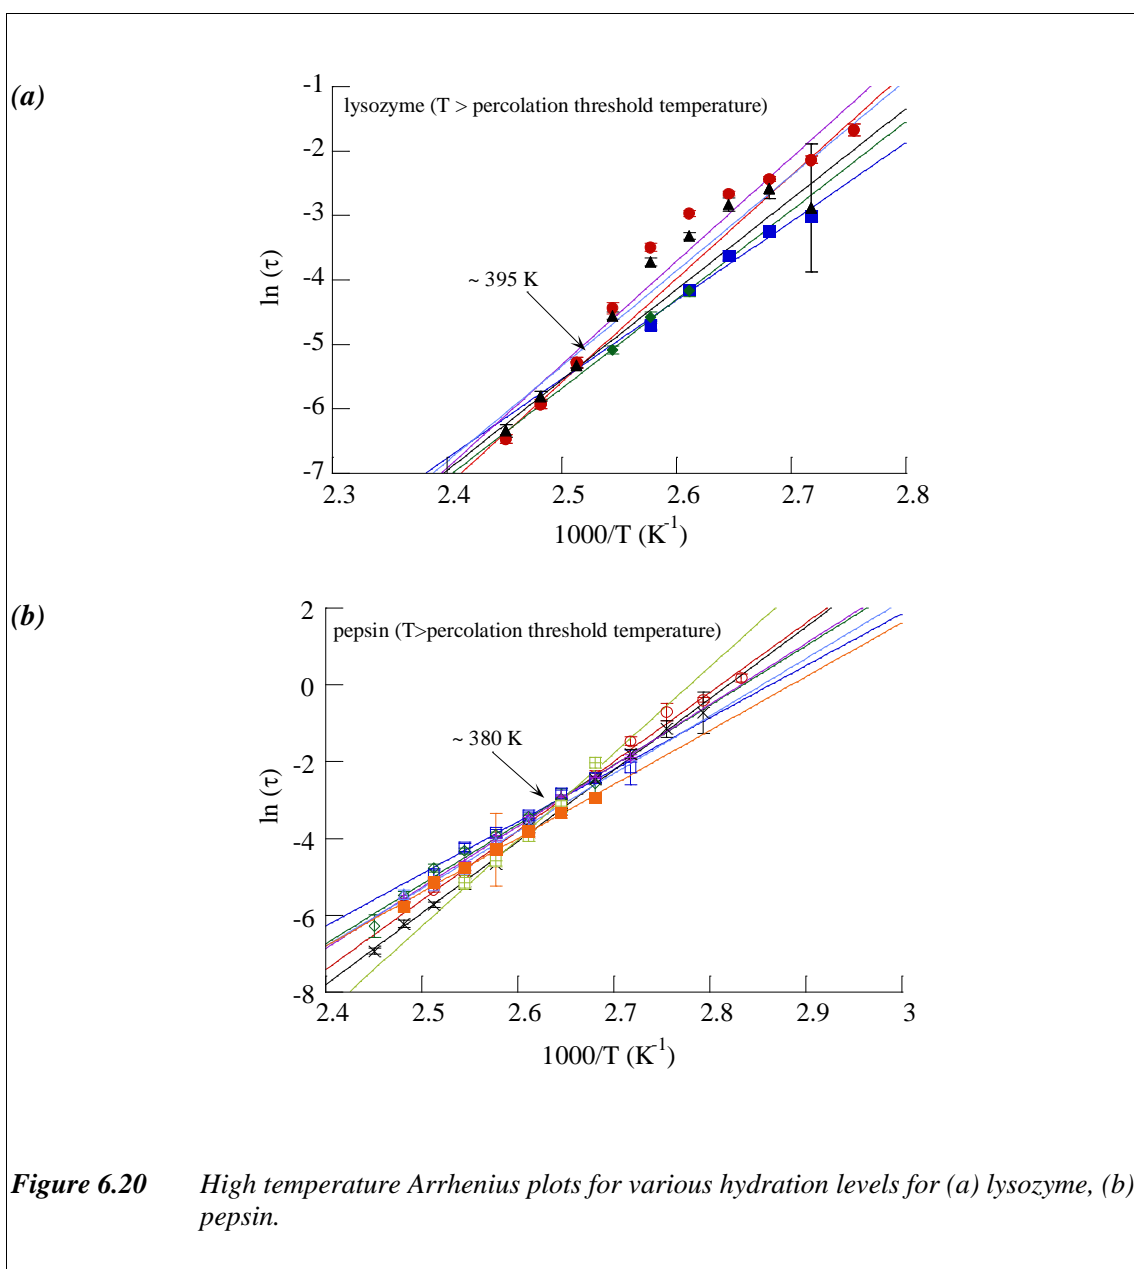 (a)
lysozyme (T > percolation threshold temperature)
-1
-2
-3
-4
-5
-6
-7
ln (τ)
~ 395 K
2.3 2.4 2.5 2.6 2.7 2.8
1000/T (K-1)
(b)
pepsin (T>percolation threshold temperature)
2
0
-2
-4
-6
-8
ln (τ)
~ 380 K
2.4 2.5 2.6 2.7 2.8 2.9 3
1000/T (K-1)
Figure 6.20 High temperature Arrhenius plots for various hydration levels for (a) lysozyme, (b)
pepsin.